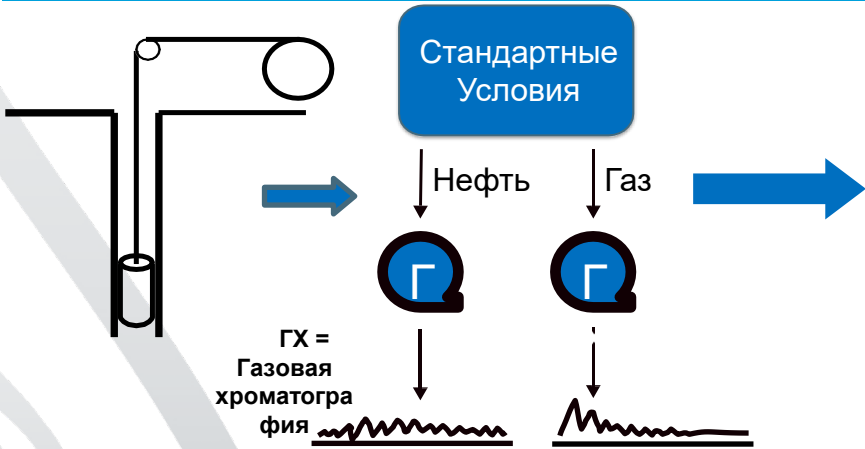 Стандартные
Условия
Нефть
Газ
Г
Г
ГХ =
Газовая
хроматогра
фия